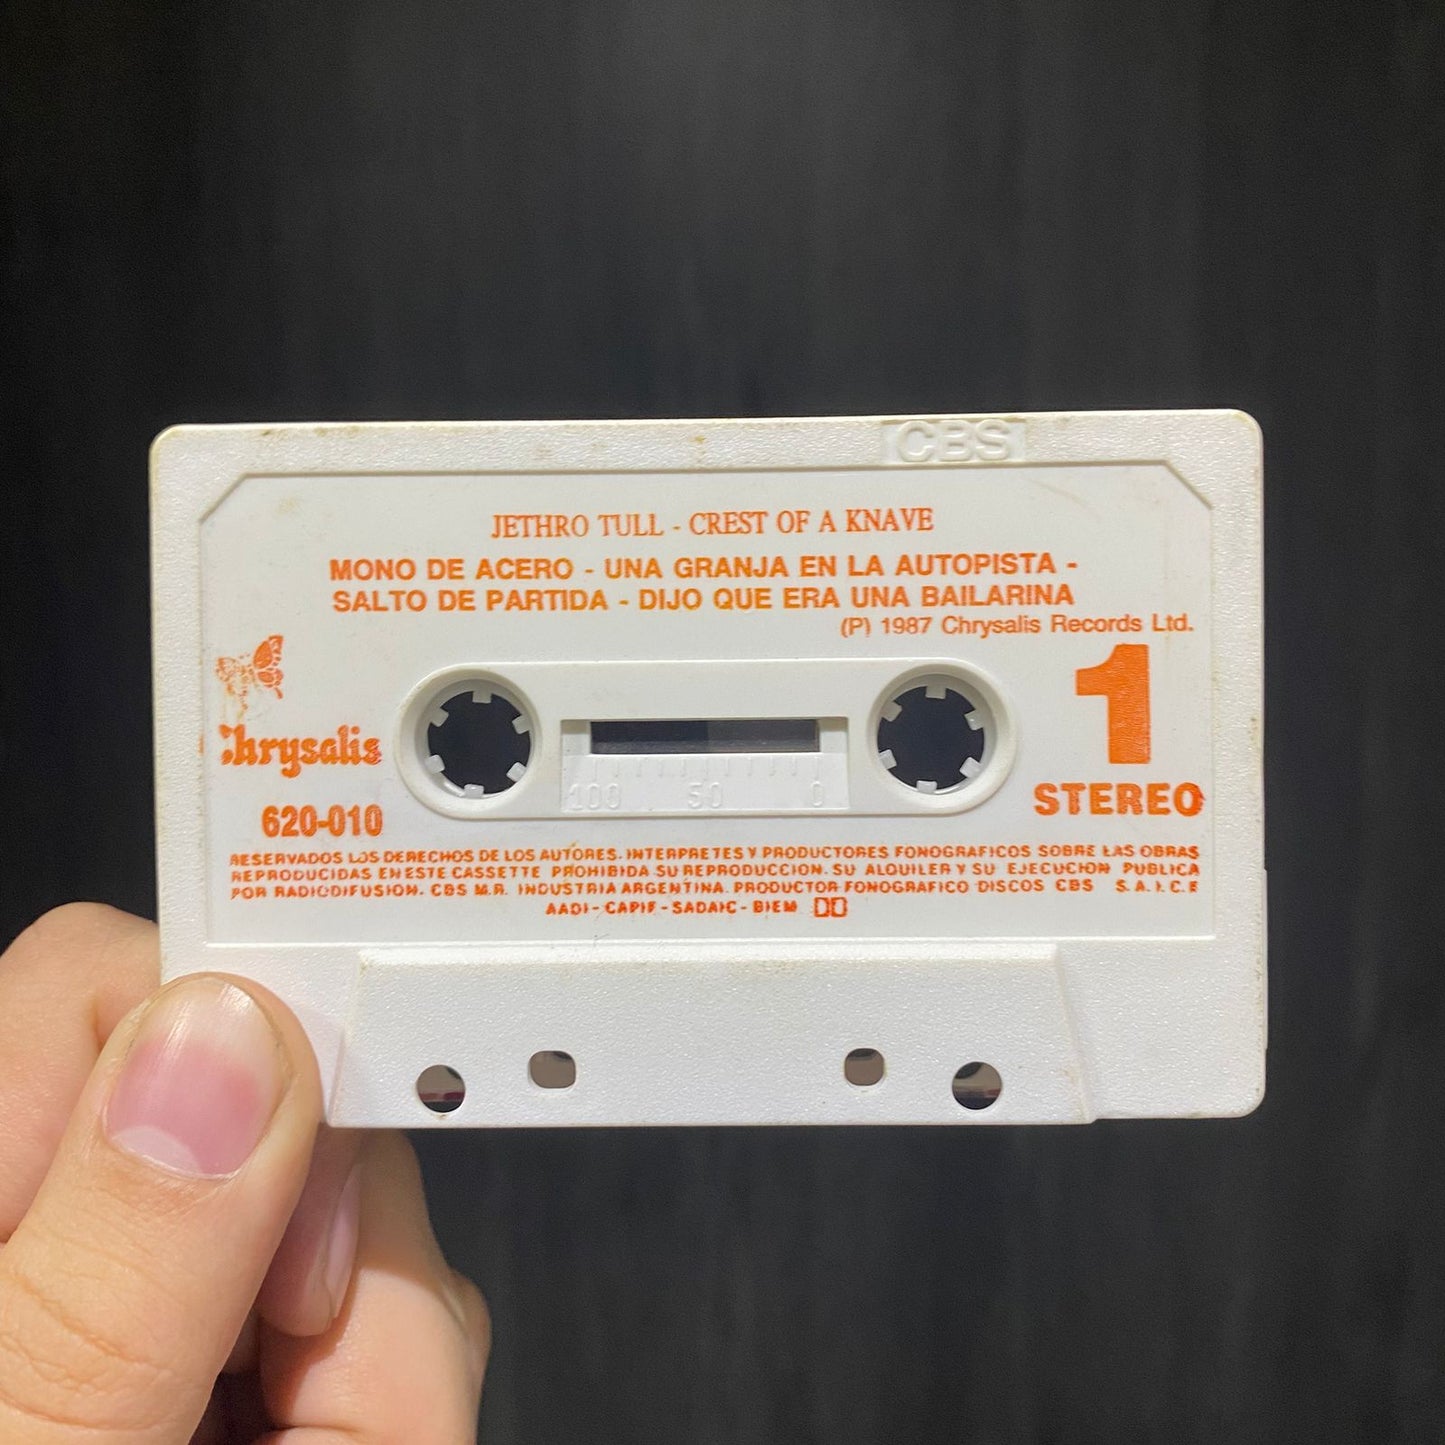 CBS
JETHRO TULL - CREST OF A KNAVE
MONO DE ACERO - UNA GRANJA EN LA AUTOPISTA -
SALTO DE PARTIDA - DIJO QUE ERA UNA BAILARINA
(P) 1987 Chrysalis Records Ltd.
1
Chrysalis
STEREO
100 50 0
620-010
RESERVADOS LOS DERECHOS DE LOS AUTORES. INTERPRETES Y PRODUCTORES FONOGRAFICOS SOBRE LAS OBRAS
REPRODUCIDAS EN ESTE CASSETTE PROHIBIDA SU REPRODUCCION. SU ALQUILER Y SU EJECUCION PUBLICA
POR RADIODIFUSION. CBS M.R. INDUSTRIA ARGENTINA. PRODUCTOR FONOGRAFICO DISCOS CBS S.A.I.C.F
AADI - CAPIF - SADAIC - BIEM